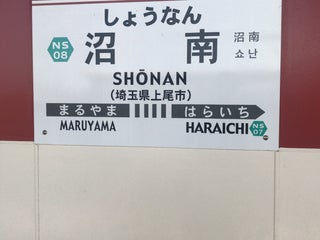 しょうなん
NS
08
沼南
沼南
쇼난
SHŌNAN
(埼玉県上尾市)
まるやま はらいち
MARUYAMA HARAICHI
NS
07